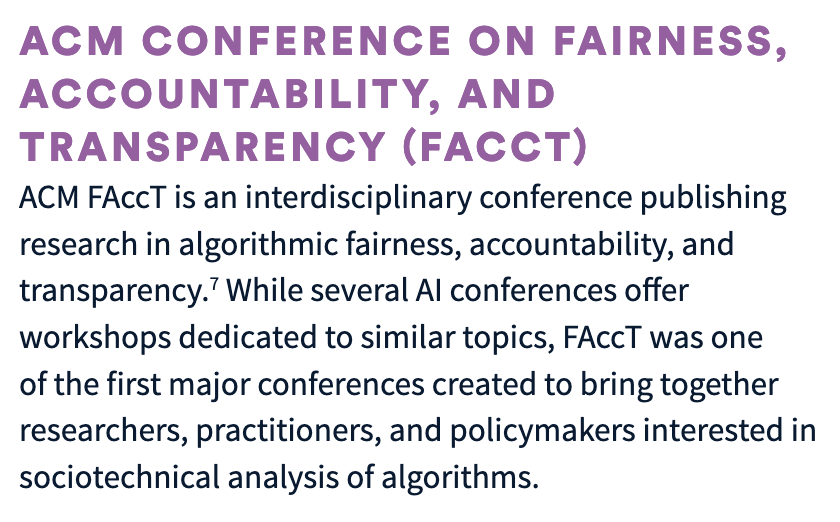 ACM CONFERENCE ON FAIRNESS,
ACCOUNTABILITY, AND
TRANSPARENCY (FACCT)
ACM FAccT is an interdisciplinary conference publishing
research in algorithmic fairness, accountability, and
transparency.⁷ While several AI conferences offer
workshops dedicated to similar topics, FAccT was one
of the first major conferences created to bring together
researchers, practitioners, and policymakers interested in
sociotechnical analysis of algorithms.